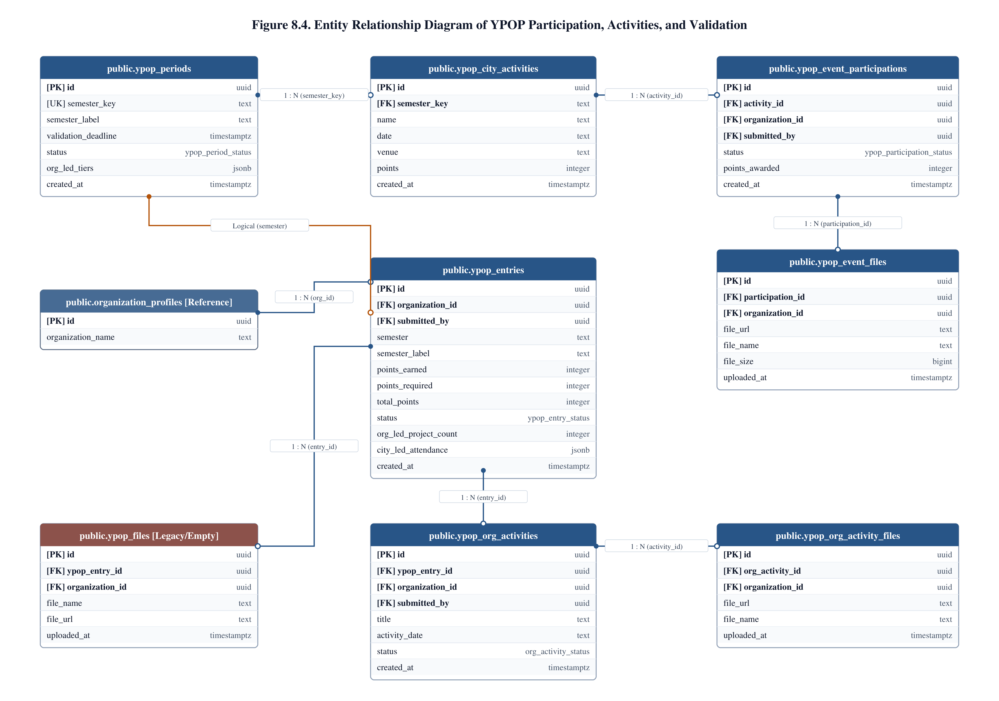 Figure 8.4. Entity Relationship Diagram of YPOP Participation, Activities, and Validation
public.ypop_periods
[PK] id uuid
[UK] semester_key text
semester_label text
validation_deadline timestamptz
status ypop_period_status
org_led_tiers jsonb
created_at timestamptz
1 : N (semester_key)
public.ypop_city_activities
[PK] id uuid
[FK] semester_key text
name text
date text
venue text
points integer
created_at timestamptz
1 : N (activity_id)
public.ypop_event_participations
[PK] id uuid
[FK] activity_id uuid
[FK] organization_id uuid
[FK] submitted_by uuid
status ypop_participation_status
points_awarded integer
created_at timestamptz
Logical (semester)
1 : N (participation_id)
public.organization_profiles [Reference]
[PK] id uuid
organization_name text
1 : N (org_id)
public.ypop_entries
[PK] id uuid
[FK] organization_id uuid
[FK] submitted_by uuid
semester text
semester_label text
points_earned integer
points_required integer
total_points integer
status ypop_entry_status
org_led_project_count integer
city_led_attendance jsonb
created_at timestamptz
public.ypop_event_files
[PK] id uuid
[FK] participation_id uuid
[FK] organization_id uuid
file_url text
file_name text
file_size bigint
uploaded_at timestamptz
1 : N (entry_id)
1 : N (entry_id)
public.ypop_files [Legacy/Empty]
[PK] id uuid
[FK] ypop_entry_id uuid
[FK] organization_id uuid
file_name text
file_url text
uploaded_at timestamptz
public.ypop_org_activities
[PK] id uuid
[FK] ypop_entry_id uuid
[FK] organization_id uuid
[FK] submitted_by uuid
title text
activity_date text
status org_activity_status
created_at timestamptz
1 : N (activity_id)
public.ypop_org_activity_files
[PK] id uuid
[FK] org_activity_id uuid
[FK] organization_id uuid
file_url text
file_name text
uploaded_at timestamptz